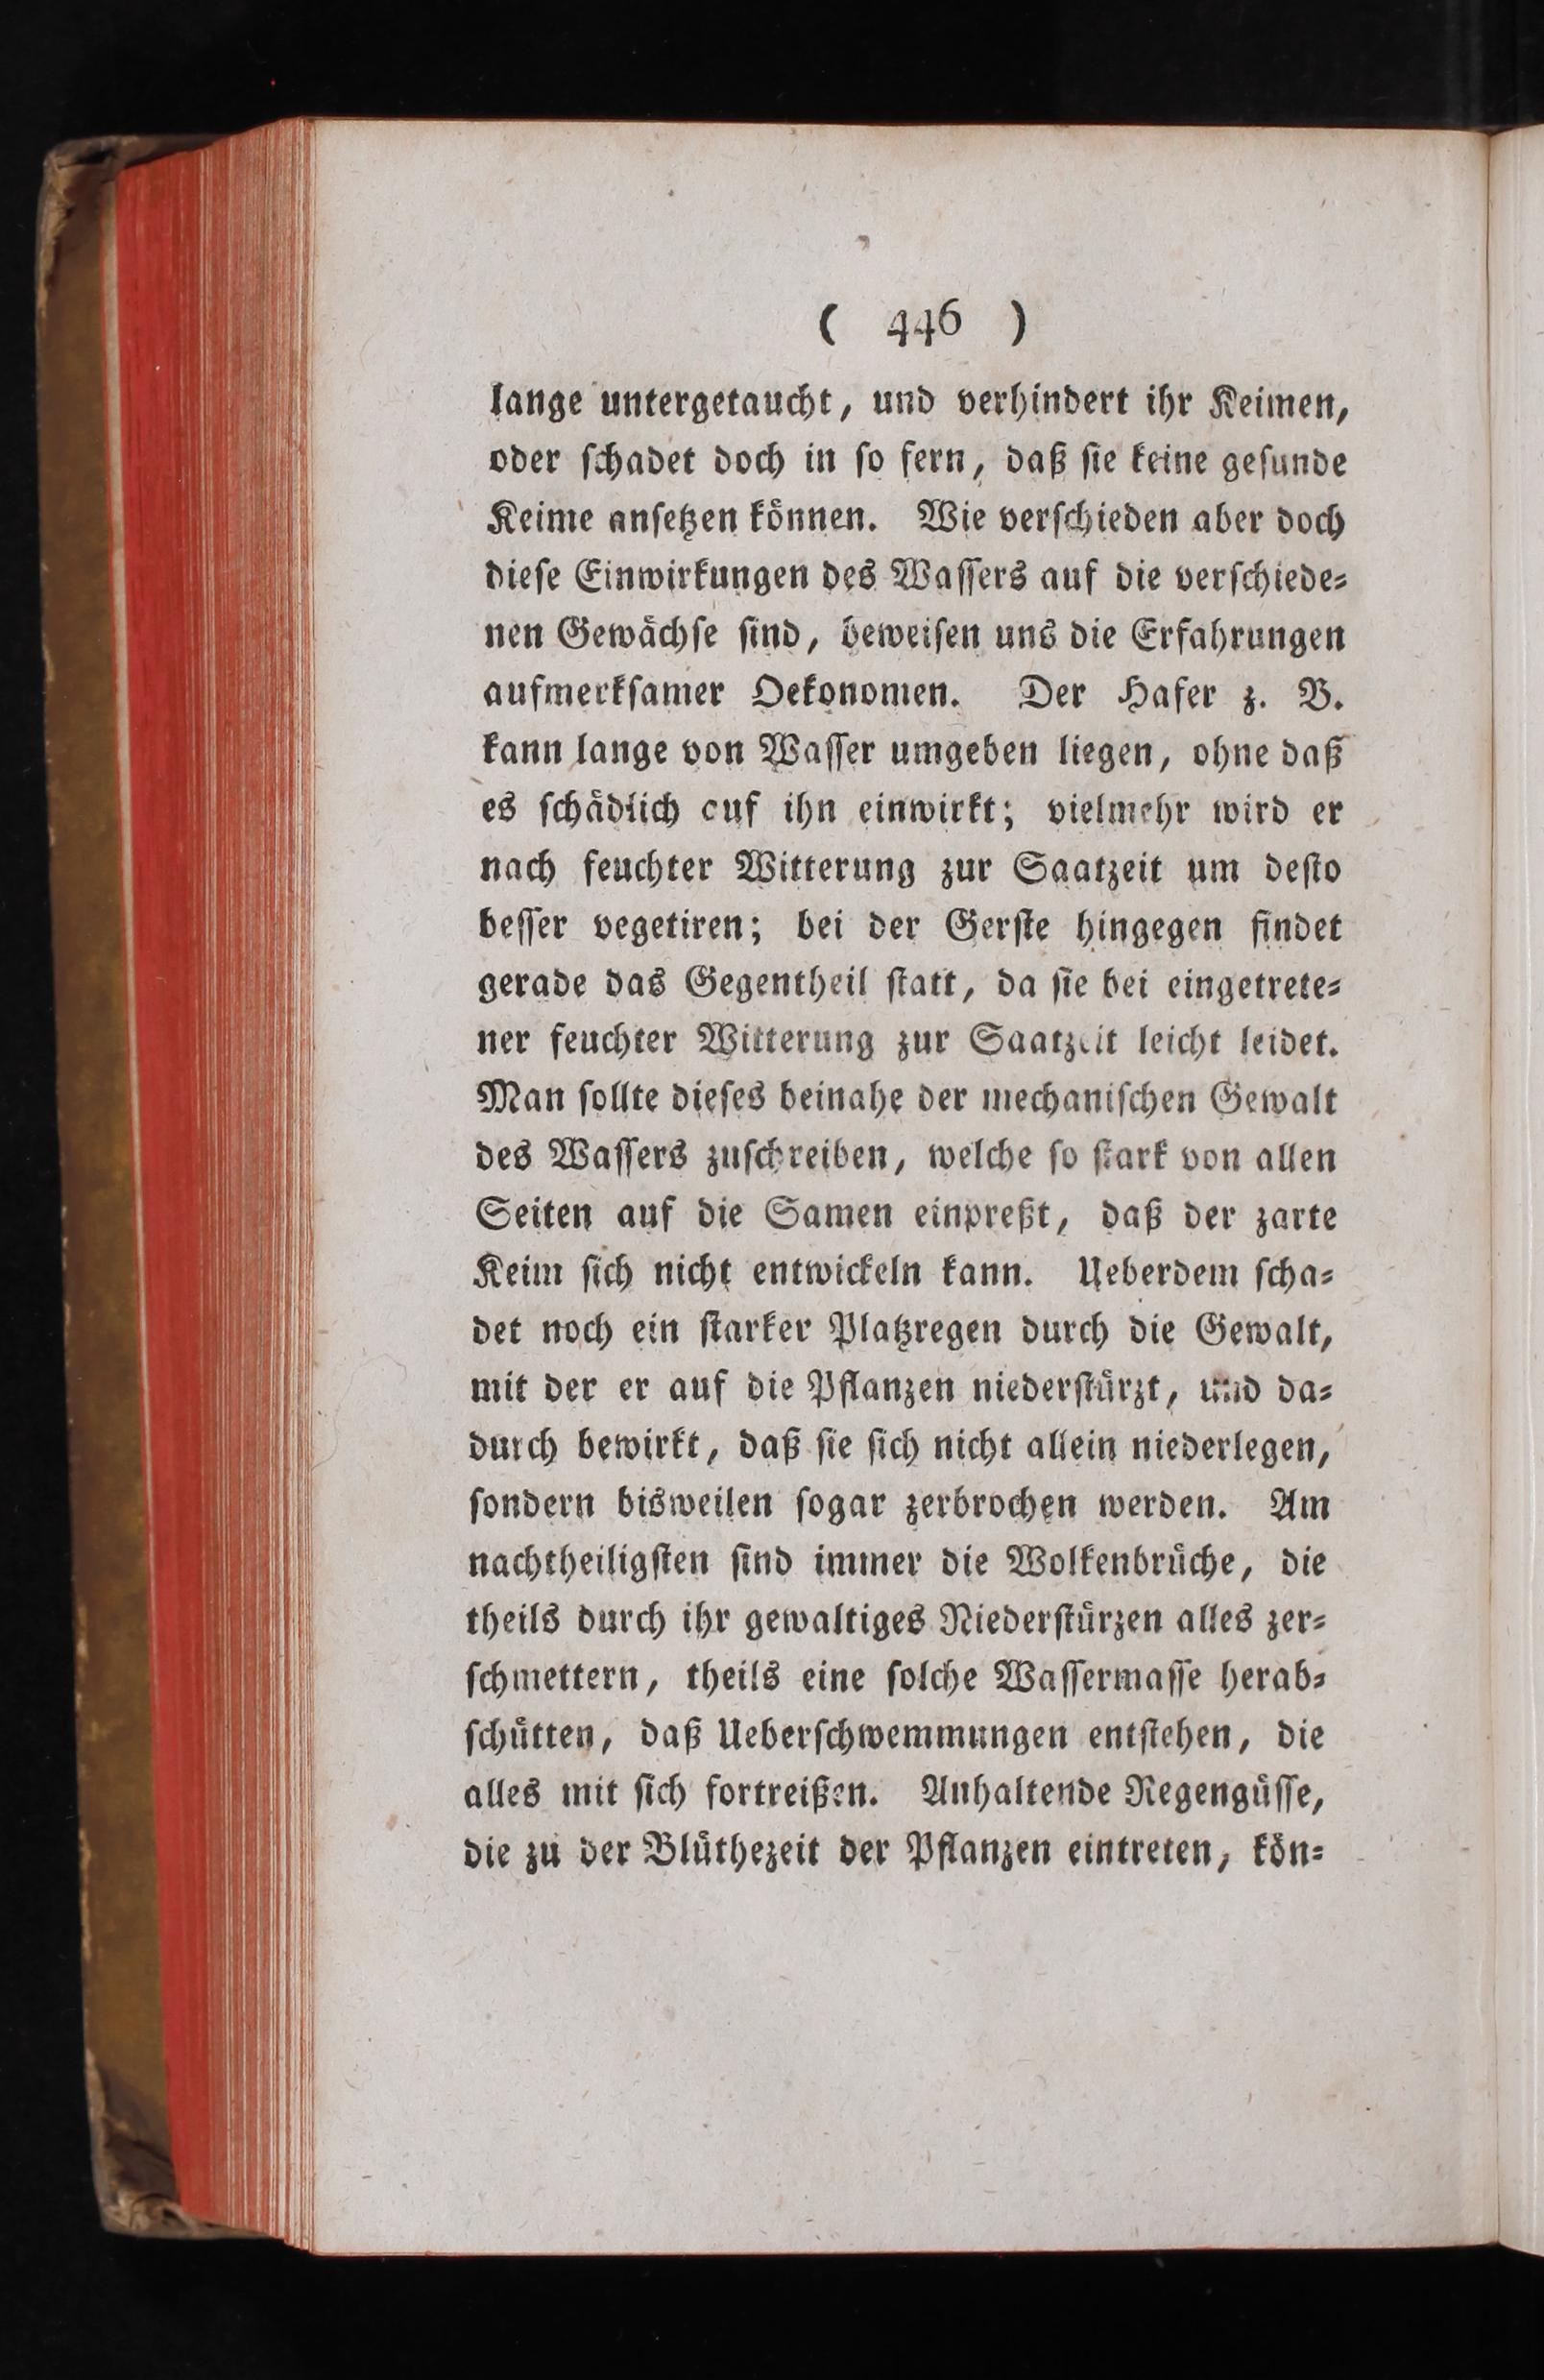 ( 446 )
lange untergetaucht, und verhindert ihr Keimen,
oder ſchadet doch in ſo fern, daß ſie keine geſunde
Keime anſetzen können. Wie verſchieden aber doch
dieſe Einwirkungen des Waſſers auf die verſchiede⸗
nen Gewächſe ſind, beweiſen uns die Erfahrungen
aufmerkſamer Oekonomen. Der Hafer z. B.
kann lange von Waſſer umgeben liegen, ohne daß
es ſchädlich auf ihn einwirkt; vielmehr wird er
nach feuchter Witterung zur Saatzeit um deſto
beſſer vegetiren; bei der Gerſte hingegen findet
gerade das Gegentheil ſtatt, da ſie bei eingetrete⸗
ner feuchter Witterung zur Saatzeit leicht leidet.
Man ſollte dieſes beinahe der mechaniſchen Gewalt
des Waſſers zuſchreiben, welche ſo ſtark von allen
Seiten auf die Samen einpreßt, daß der zarte
Keim ſich nicht entwickeln kann. Ueberdem ſcha⸗
det noch ein ſtarker Platzregen durch die Gewalt,
mit der er auf die Pflanzen niederſtürzt, und da⸗
durch bewirkt, daß ſie ſich nicht allein niederlegen,
ſondern bisweilen ſogar zerbrochen werden. Am
nachtheiligſten ſind immer die Wolkenbrüche, die
theils durch ihr gewaltiges Niederſtürzen alles zer⸗
ſchmettern, theils eine ſolche Waſſermaſſe herab⸗
ſchütten, daß Ueberſchwemmungen entſtehen, die
alles mit ſich fortreißen. Anhaltende Regengüſſe,
die zu der Blüthezeit der Pflanzen eintreten, kön⸗